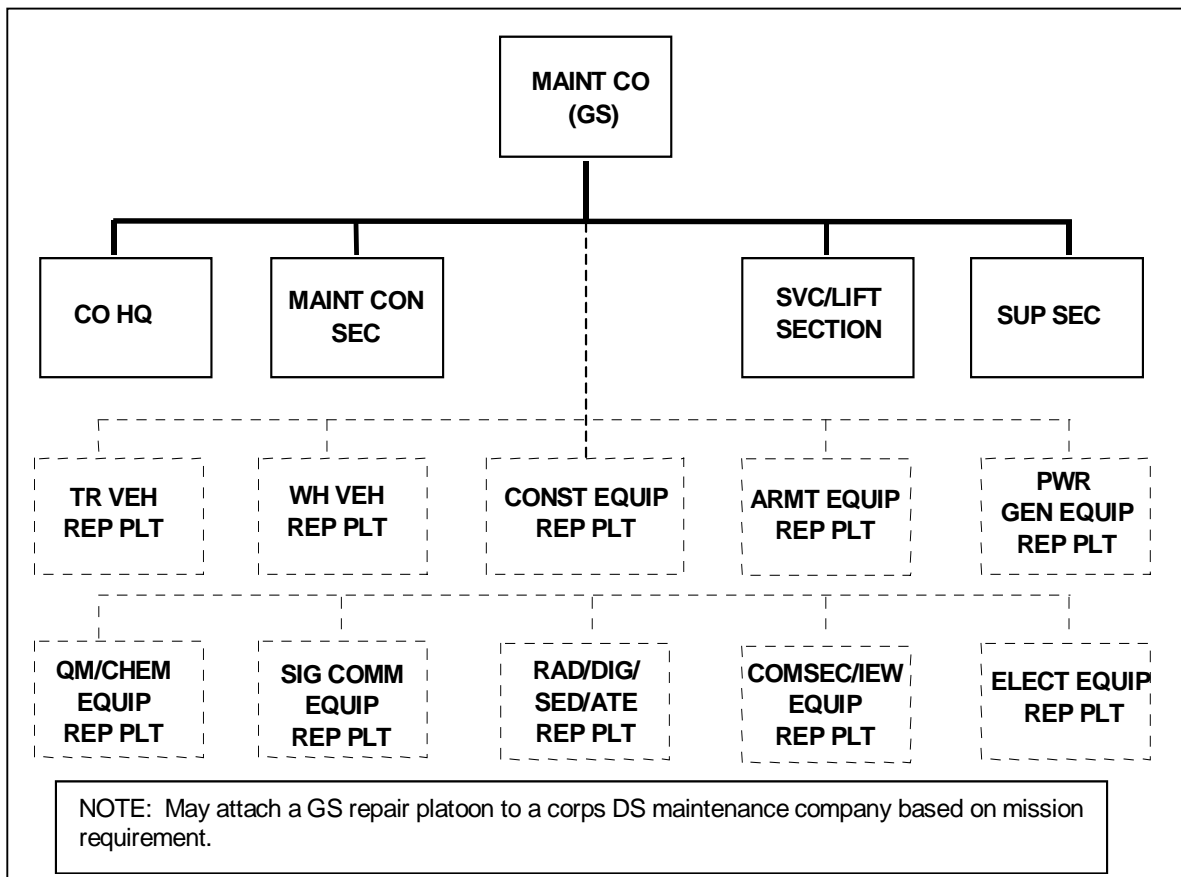 MAINT CO
(GS)
CO HQ
MAINT CON
SEC
SVC/LIFT
SECTION
SUP SEC
TR VEH
REP PLT
WH VEH
REP PLT
CONST EQUIP
REP PLT
ARMT EQUIP
REP PLT
PWR
GEN EQUIP
REP PLT
QM/CHEM
EQUIP
REP PLT
SIG COMM
EQUIP
REP PLT
RAD/DIG/
SED/ATE
REP PLT
COMSEC/IEW
EQUIP
REP PLT
ELECT EQUIP
REP PLT
NOTE: May attach a GS repair platoon to a corps DS maintenance company based on mission
requirement.